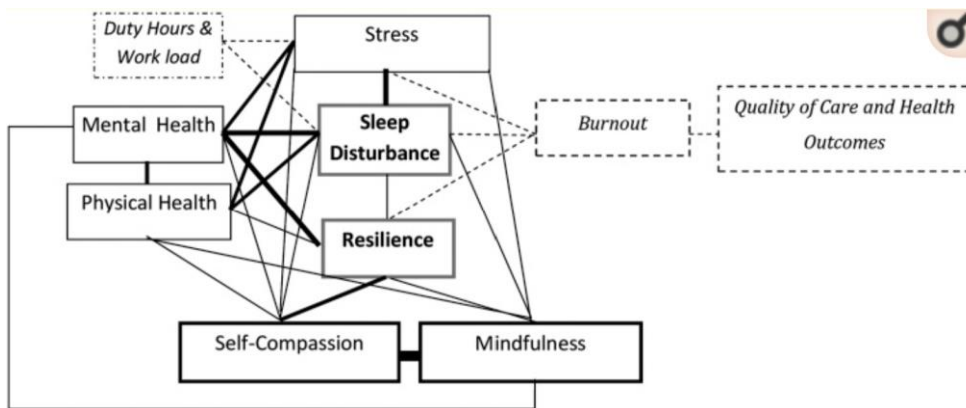 Duty Hours &
Work load
Stress
Mental Health
Sleep
Disturbance
Burnout
Quality of Care and Health
Outcomes
Physical Health
Resilience
Self-Compassion
Mindfulness